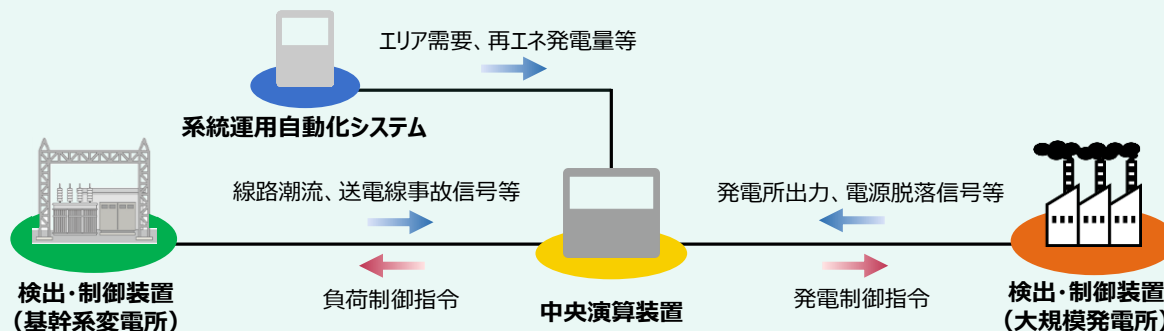 エリア需要、再エネ発電量等
系統運用自動化システム
線路潮流、送電線事故信号等
発電所出力、電源脱落信号等
検出・制御装置
（基幹系変電所）
負荷制御指令
中央演算装置
発電制御指令
検出・制御装置
（大規模発電所）